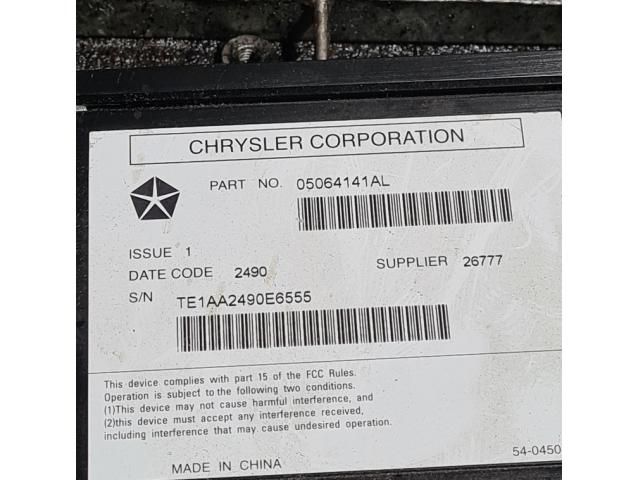 CHRYSLER CORPORATION
PART NO. 05064141AL
ISSUE 1
DATE CODE 2490 SUPPLIER 26777
S/N TE1AA2490E6555
This device complies with part 15 of the FCC Rules.
Operation is subject to the following two conditions.
(1)This device may not cause harmful interference, and
(2)this device must accept any interference received,
including interference that may cause undesired operation.
MADE IN CHINA 54-0450